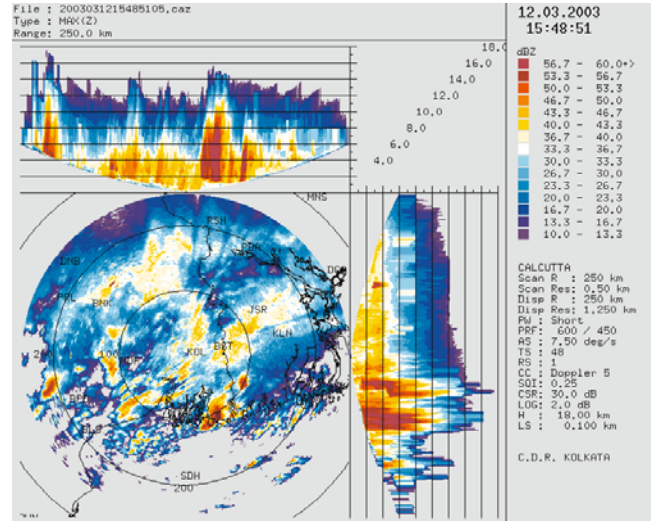 File : 2003031215485105.caz
Type : MAX(Z)
Range: 250.0 km
18.0
16.0
14.0
12.0
10.0
8.0
6.0
4.0
MNS
FSH
PBR
DNB
PRL
BNK
JSR
KLN
BGT
KOL
200
100
BPD
BLS
SDH
200
12.03.2003
15:48:51
dBZ
56.7 - 60.0+>
53.3 - 56.7
50.0 - 53.3
46.7 - 50.0
43.3 - 46.7
40.0 - 43.3
36.7 - 40.0
33.3 - 36.7
30.0 - 33.3
26.7 - 30.0
23.3 - 26.7
20.0 - 23.3
16.7 - 20.0
13.3 - 16.7
10.0 - 13.3
CALCUTTA
Scan R : 250 km
Scan Res: 0.50 km
Disp R : 250 km
Disp Res: 1.250 km
PW : Short
PRF: 600 / 450
AS : 7.50 deg/s
TS : 48
RS : 1
CC : Doppler 5
SQI: 0.25
CSR: 30.0 dB
LOG: 2.0 dB
H : 18.00 km
LS : 0.100 km
C.D.R. KOLKATA